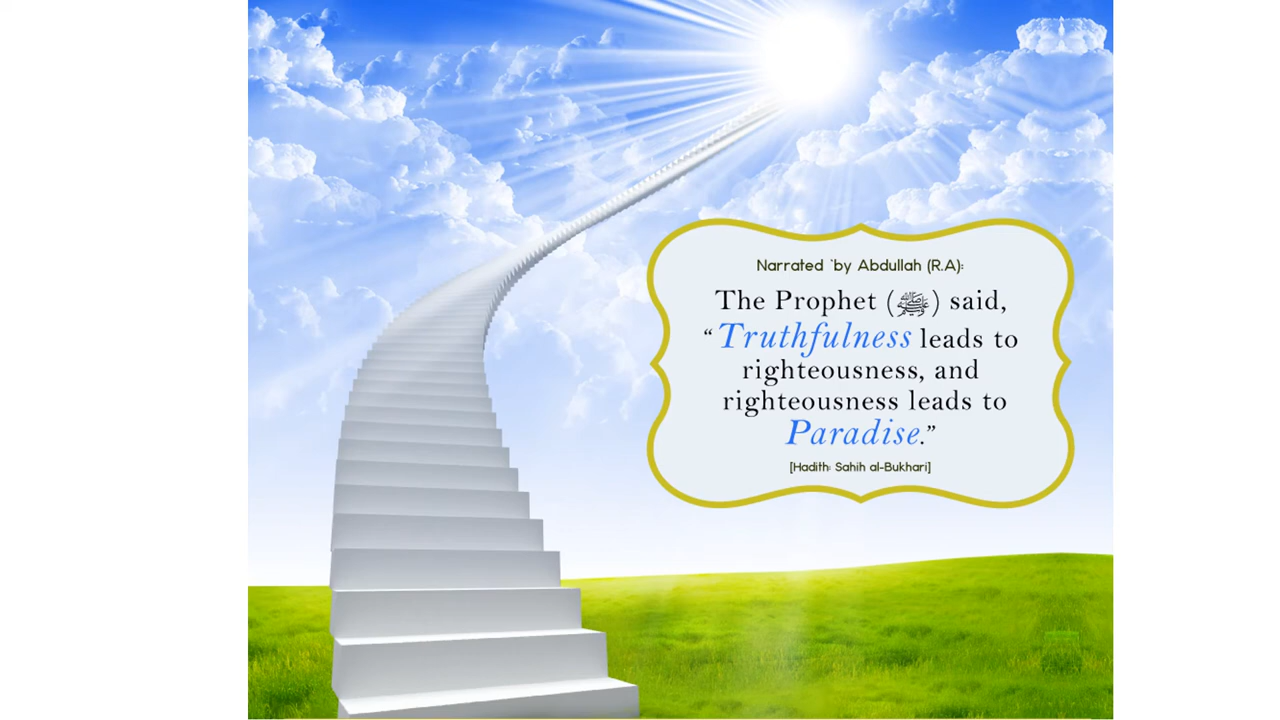 Narrated `by Abdullah (R.A):
The Prophet (ﷺ) said,
“Truthfulness leads to
righteousness, and
righteousness leads to
Paradise.”
[Hadith: Sahih al-Bukhari]